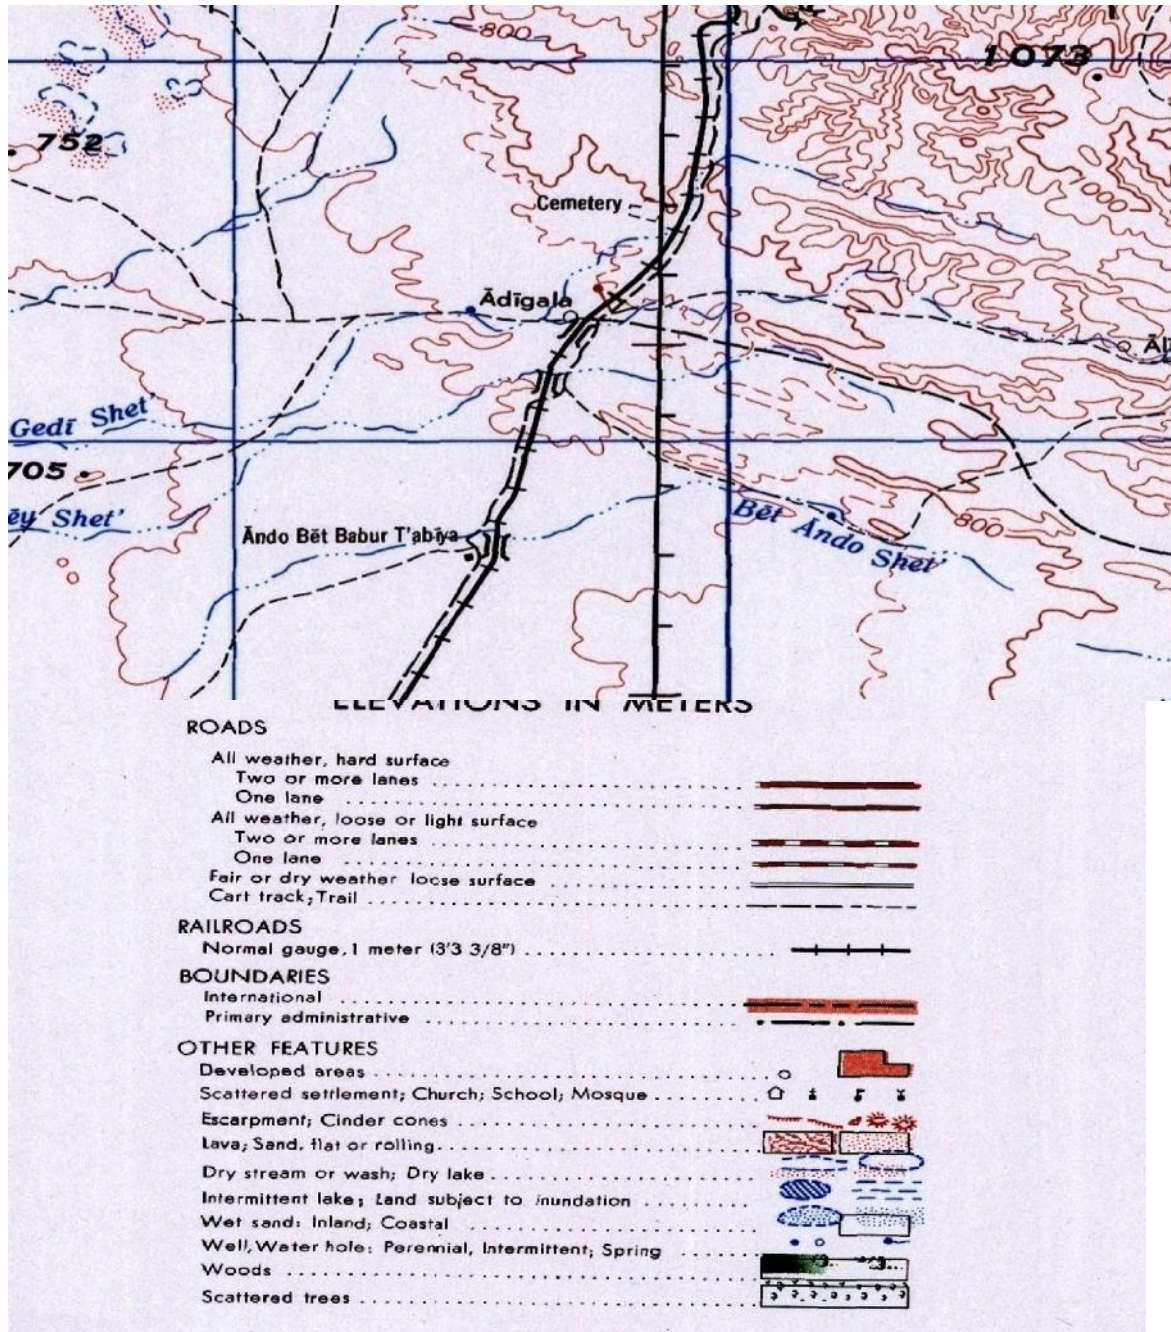 800
1073
752
Cemetery
Ādīgala
Gedī Shet'
705
Shet'
Āndo Bēt Babur T'abīya
Bēt Āndo Shet'
800
ELEVATIONS IN METERS
ROADS
All weather, hard surface
Two or more lanes
One lane
All weather, loose or light surface
Two or more lanes
One lane
Fair or dry weather loose surface
Cart track; Trail
RAILROADS
Normal gauge, 1 meter (3'3 3/8")
BOUNDARIES
International
Primary administrative
OTHER FEATURES
Developed areas
Scattered settlement; Church; School; Mosque
Escarpment; Cinder cones
Lava; Sand, flat or rolling
Dry stream or wash; Dry lake
Intermittent lake; Land subject to inundation
Wet sand: Inland; Coastal
Well, Water hole: Perennial, Intermittent; Spring
Woods
Scattered trees